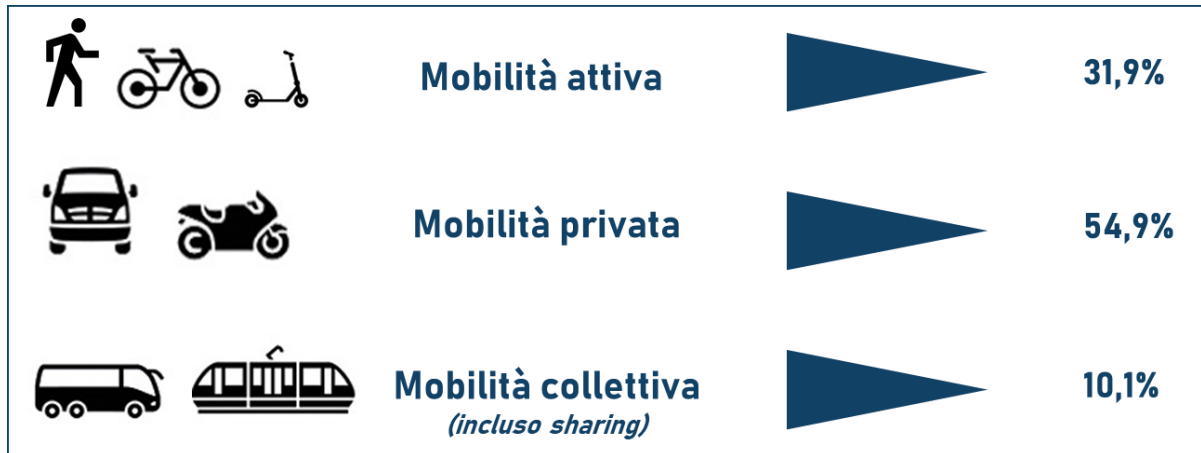 Mobilità attiva 31,9%
Mobilità privata 54,9%
Mobilità collettiva 10,1%
(incluso sharing)